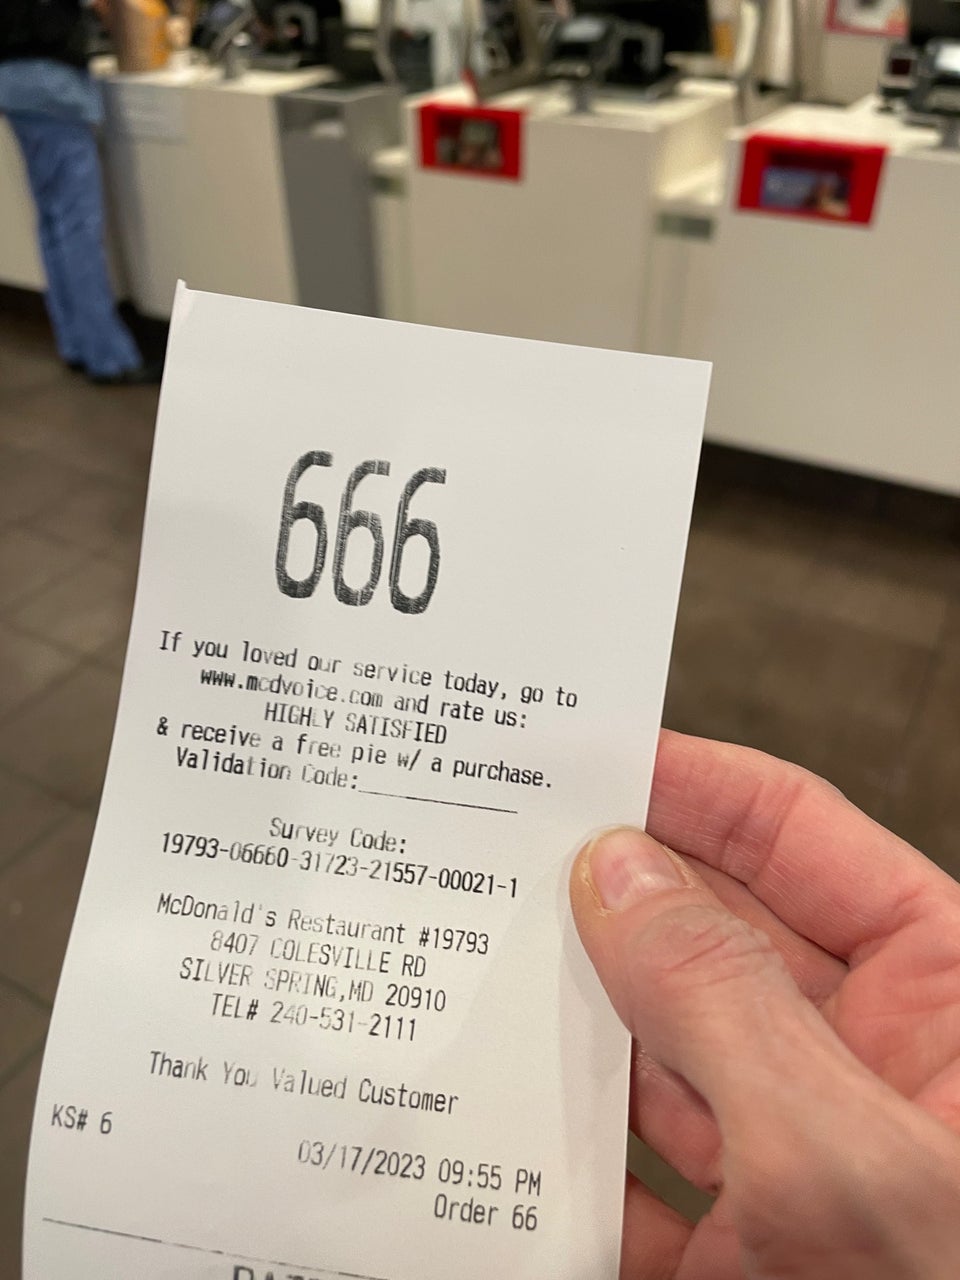 666
If you loved our service today, go to
www.mcdvoice.com and rate us:
HIGHLY SATISFIED
& receive a free pie w/ a purchase.
Validation Code:____________
Survey Code:
19793-06660-31723-21557-00021-1
McDonald's Restaurant #19793
8407 COLESVILLE RD
SILVER SPRING,MD 20910
TEL# 240-531-2111
Thank You Valued Customer
KS# 6
03/17/2023 09:55 PM
Order 66